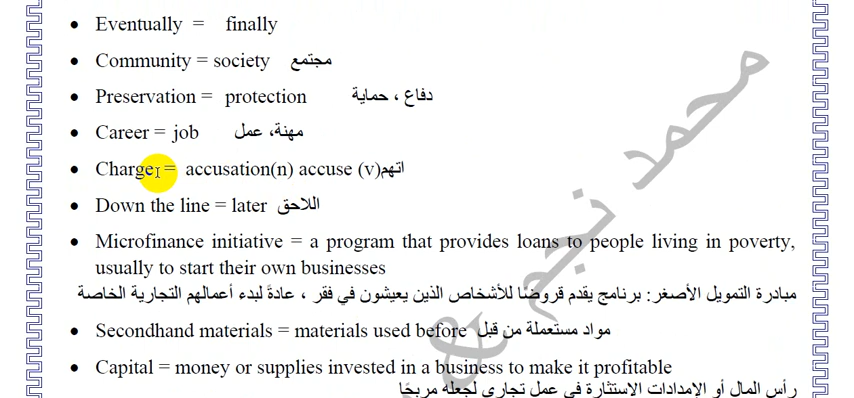 • Eventually = finally
• Community = society مجتمع
• Preservation = protection دفاع ، حماية
• Career = job مهنة، عمل
• Charge = accusation(n) accuse (v)اتهم
• Down the line = later اللاحق
• Microfinance initiative = a program that provides loans to people living in poverty,
usually to start their own businesses
مبادرة التمويل الأصغر: برنامج يقدم قروضًا للأشخاص الذين يعيشون في فقر ، عادةً لبدء أعمالهم التجارية الخاصة
• Secondhand materials = materials used before مواد مستعملة من قبل
• Capital = money or supplies invested in a business to make it profitable
رأس المال أو الإمدادات الاستثارة في عمل تجاري لجعله مربحًا
محمد نجم &